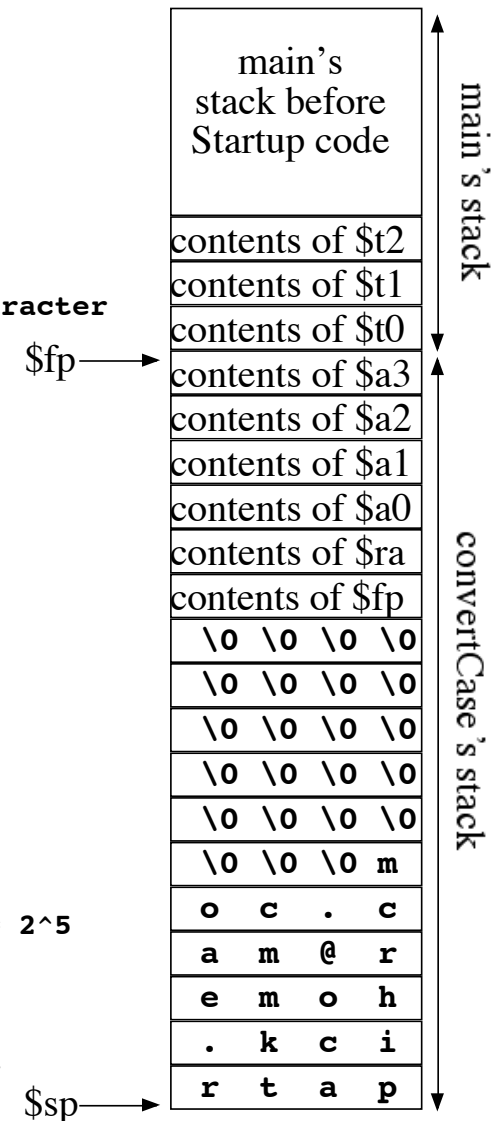 main's
stack before
Startup code
main's stack
contents of $t2
contents of $t1
racter
contents of $t0
$fp
contents of $a3
contents of $a2
contents of $a1
contents of $a0
contents of $ra
contents of $fp
convertCase's stack
\0 \0 \0 \0
\0 \0 \0 \0
\0 \0 \0 \0
\0 \0 \0 \0
\0 \0 \0 \0
\0 \0 \0 m
o c . c
2^5
a m @ r
e m o h
. k c i
r t a p
$sp